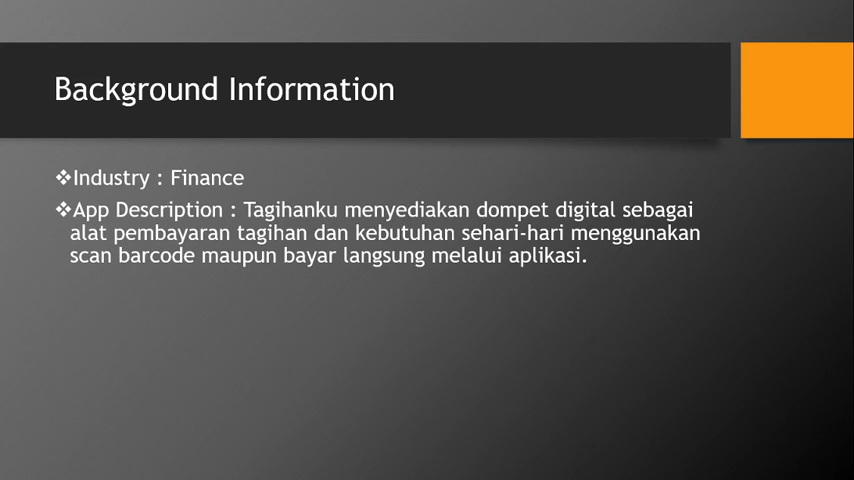 Background Information
❖Industry : Finance
❖App Description : Tagihanku menyediakan dompet digital sebagai
alat pembayaran tagihan dan kebutuhan sehari-hari menggunakan
scan barcode maupun bayar langsung melalui aplikasi.